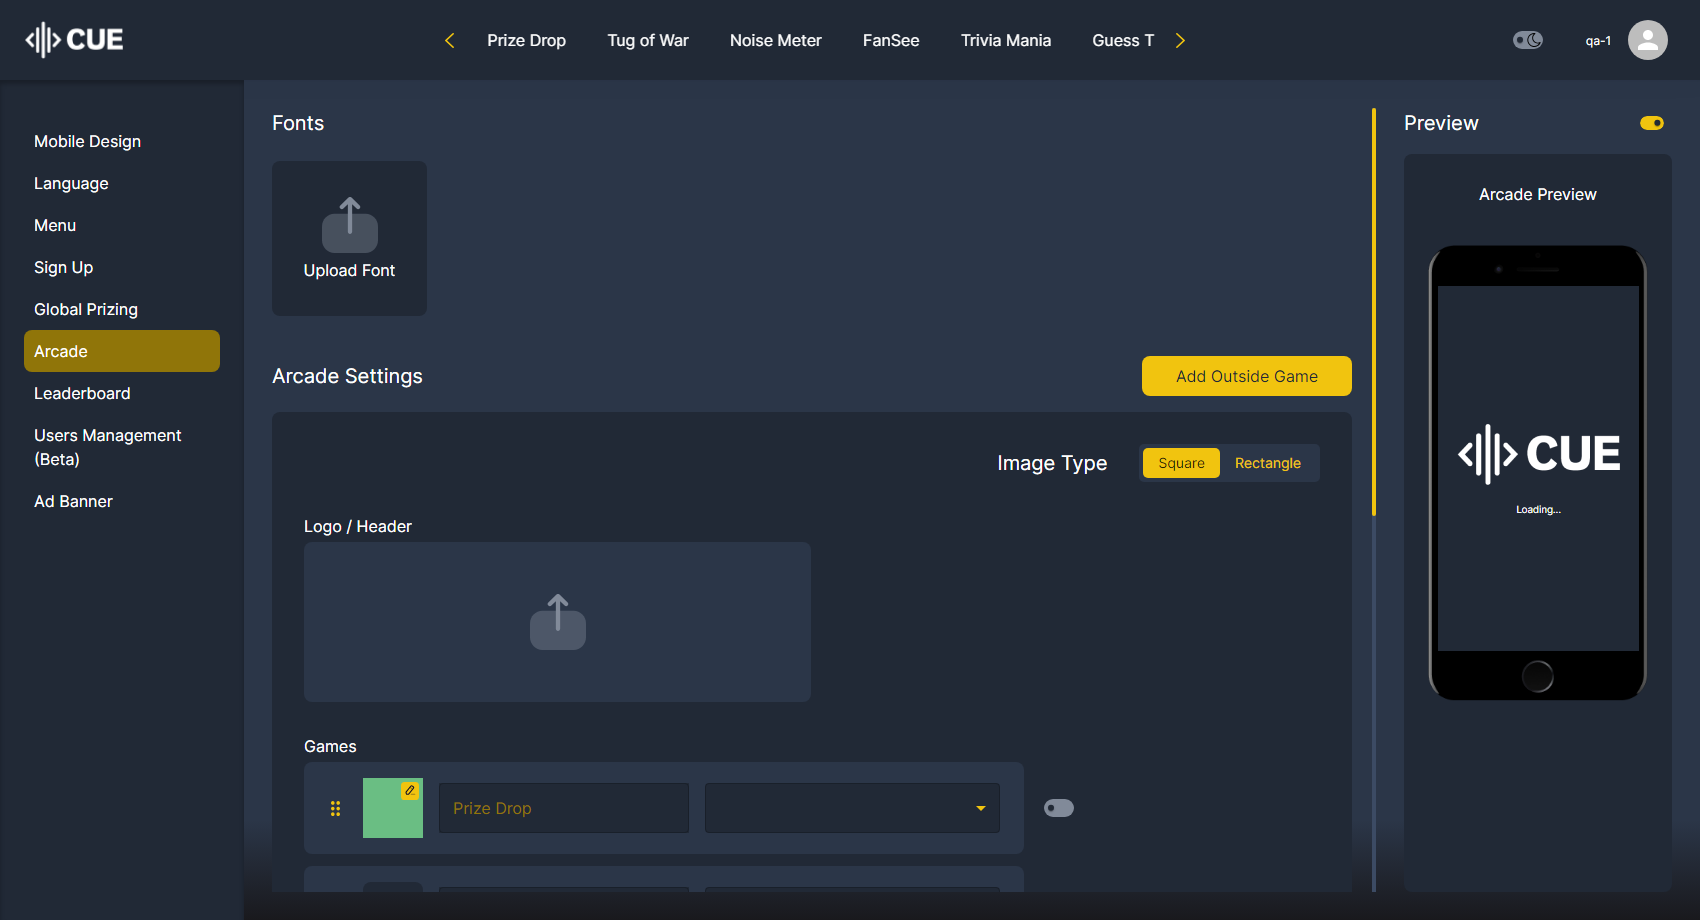 CUE
Prize Drop
Tug of War
Noise Meter
FanSee
Trivia Mania
Guess T
qa-1
Mobile Design
Language
Menu
Sign Up
Global Prizing
Arcade
Leaderboard
Users Management
(Beta)
Ad Banner
Fonts
Upload Font
Arcade Settings
Add Outside Game
Image Type
Square
Rectangle
Logo / Header
Games
Prize Drop
Preview
Arcade Preview
CUE
Loading...